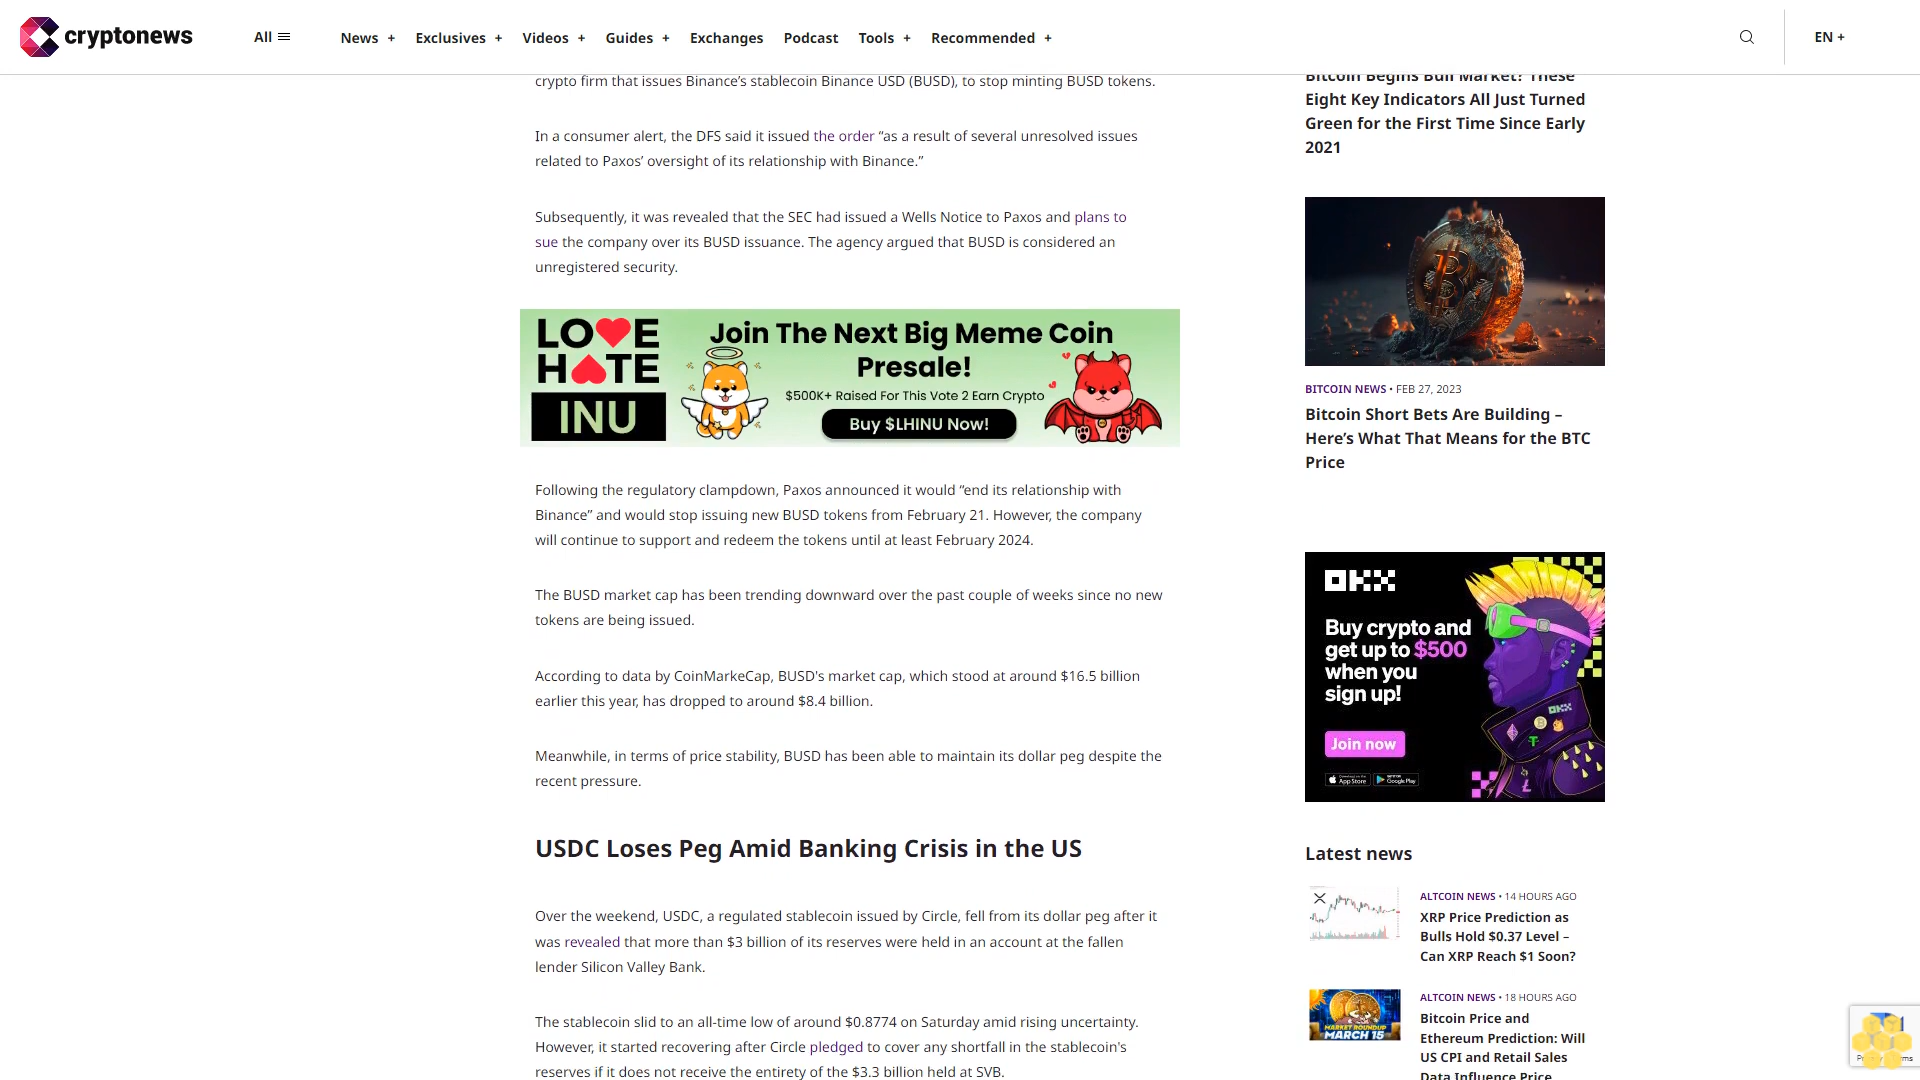 cryptonews
All
News +
Exclusives +
Videos +
Guides +
Exchanges
Podcast
Tools +
Recommended +
EN +
crypto firm that issues Binance’s stablecoin Binance USD (BUSD), to stop minting BUSD tokens.
In a consumer alert, the DFS said it issued the order “as a result of several unresolved issues
related to Paxos’ oversight of its relationship with Binance.”
Subsequently, it was revealed that the SEC had issued a Wells Notice to Paxos and plans to
sue the company over its BUSD issuance. The agency argued that BUSD is considered an
unregistered security.
LOVE
HATE
INU
Join The Next Big Meme Coin
Presale!
$500K+ Raised For This Vote 2 Earn Crypto
Buy $LHINU Now!
Following the regulatory clampdown, Paxos announced it would “end its relationship with
Binance” and would stop issuing new BUSD tokens from February 21. However, the company
will continue to support and redeem the tokens until at least February 2024.
The BUSD market cap has been trending downward over the past couple of weeks since no new
tokens are being issued.
According to data by CoinMarkeCap, BUSD's market cap, which stood at around $16.5 billion
earlier this year, has dropped to around $8.4 billion.
Meanwhile, in terms of price stability, BUSD has been able to maintain its dollar peg despite the
recent pressure.
USDC Loses Peg Amid Banking Crisis in the US
Over the weekend, USDC, a regulated stablecoin issued by Circle, fell from its dollar peg after it
was revealed that more than $3 billion of its reserves were held in an account at the fallen
lender Silicon Valley Bank.
The stablecoin slid to an all-time low of around $0.8774 on Saturday amid rising uncertainty.
However, it started recovering after Circle pledged to cover any shortfall in the stablecoin's
reserves if it does not receive the entirety of the $3.3 billion held at SVB.
Bitcoin Begins Bull Market? These
Eight Key Indicators All Just Turned
Green for the First Time Since Early
2021
BITCOIN NEWS • FEB 27, 2023
Bitcoin Short Bets Are Building –
Here’s What That Means for the BTC
Price
OKX
Buy crypto and
get up to $500
when you
sign up!
Join now
App Store
Google Play
OKX
Latest news
ALTCOIN NEWS • 14 HOURS AGO
XRP Price Prediction as
Bulls Hold $0.37 Level –
Can XRP Reach $1 Soon?
MARKET ROUNDUP
MARCH 15
ALTCOIN NEWS • 18 HOURS AGO
Bitcoin Price and
Ethereum Prediction: Will
US CPI and Retail Sales
Data Influence Price